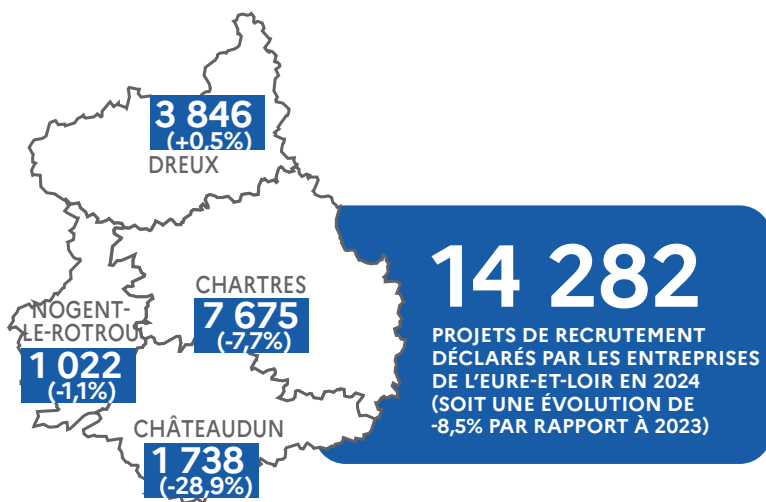 3 846
(+0,5%)
DREUX
CHARTRES
7 675
(-7,7%)
NOGENT-
LE-ROTROU
1 022
(-1,1%)
CHÂTEAUDUN
1 738
(-28,9%)
14 282
PROJETS DE RECRUTEMENT
DÉCLARÉS PAR LES ENTREPRISES
DE L’EURE-ET-LOIR EN 2024
(SOIT UNE ÉVOLUTION DE
-8,5% PAR RAPPORT À 2023)